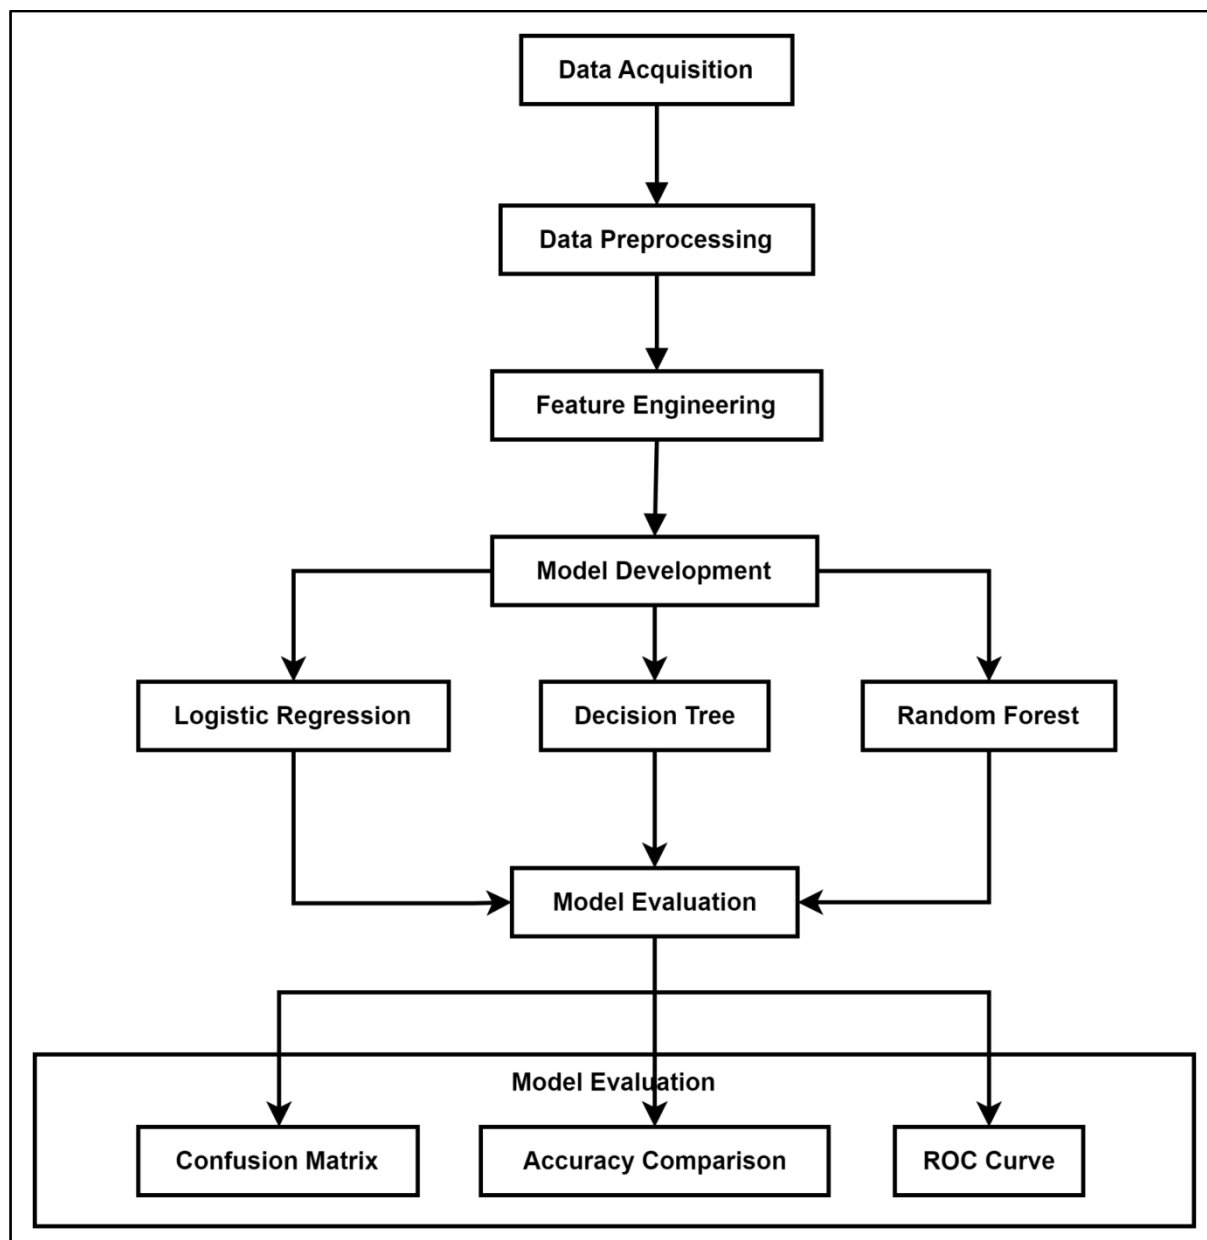 Data Acquisition
Data Preprocessing
Feature Engineering
Model Development
Logistic Regression
Decision Tree
Random Forest
Model Evaluation
Model Evaluation
Confusion Matrix
Accuracy Comparison
ROC Curve